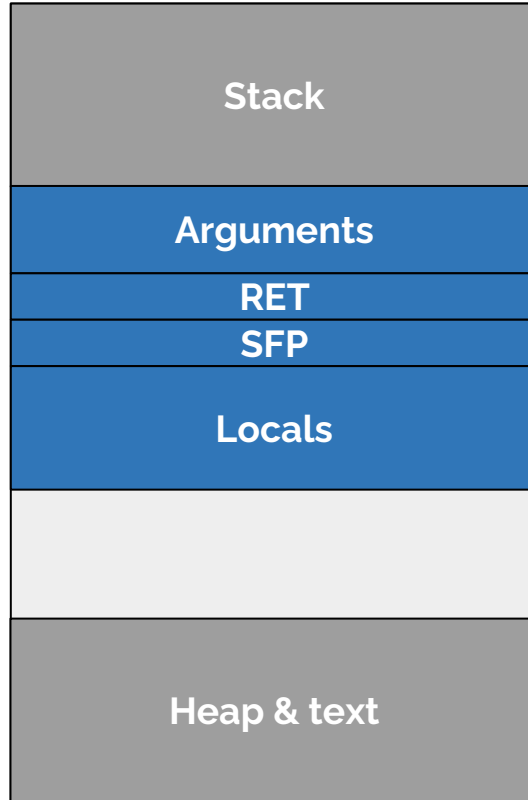 Stack
Arguments
RET
SFP
Locals
Heap & text